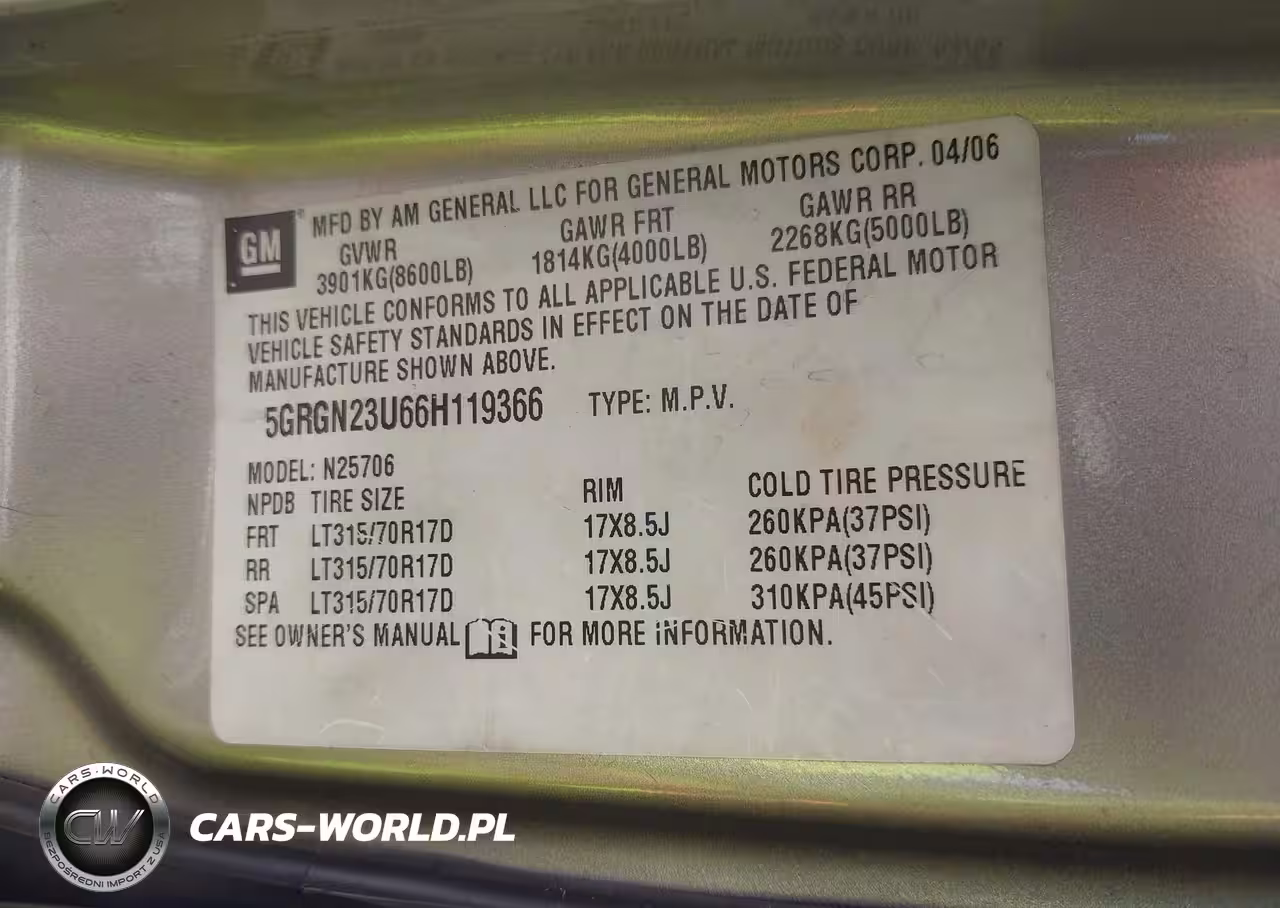 GM
MFD BY AM GENERAL LLC FOR GENERAL MOTORS CORP. 04/06
GVWR GAWR FRT GAWR RR
3901KG(8600LB) 1814KG(4000LB) 2268KG(5000LB)
THIS VEHICLE CONFORMS TO ALL APPLICABLE U.S. FEDERAL MOTOR
VEHICLE SAFETY STANDARDS IN EFFECT ON THE DATE OF
MANUFACTURE SHOWN ABOVE.
5GRGN23U66H119366 TYPE: M.P.V.
MODEL: N25706
NPDB TIRE SIZE RIM COLD TIRE PRESSURE
FRT LT315/70R17D 17X8.5J 260KPA(37PSI)
RR LT315/70R17D 17X8.5J 260KPA(37PSI)
SPA LT315/70R17D 17X8.5J 310KPA(45PSI)
SEE OWNER'S MANUAL FOR MORE INFORMATION.
CARS-WORLD
CW
BEZPOŚREDNI IMPORT Z USA
CARS-WORLD.PL